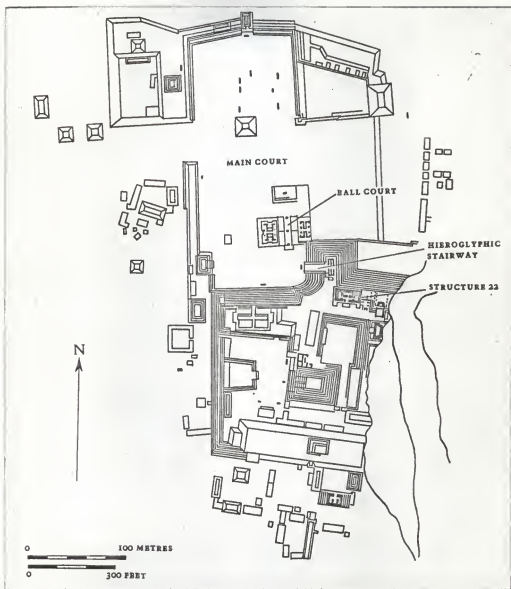 MAIN COURT
BALL COURT
HIEROGLYPHIC
STAIRWAY
STRUCTURE 22
N
0 100 METRES
0 300 FEET